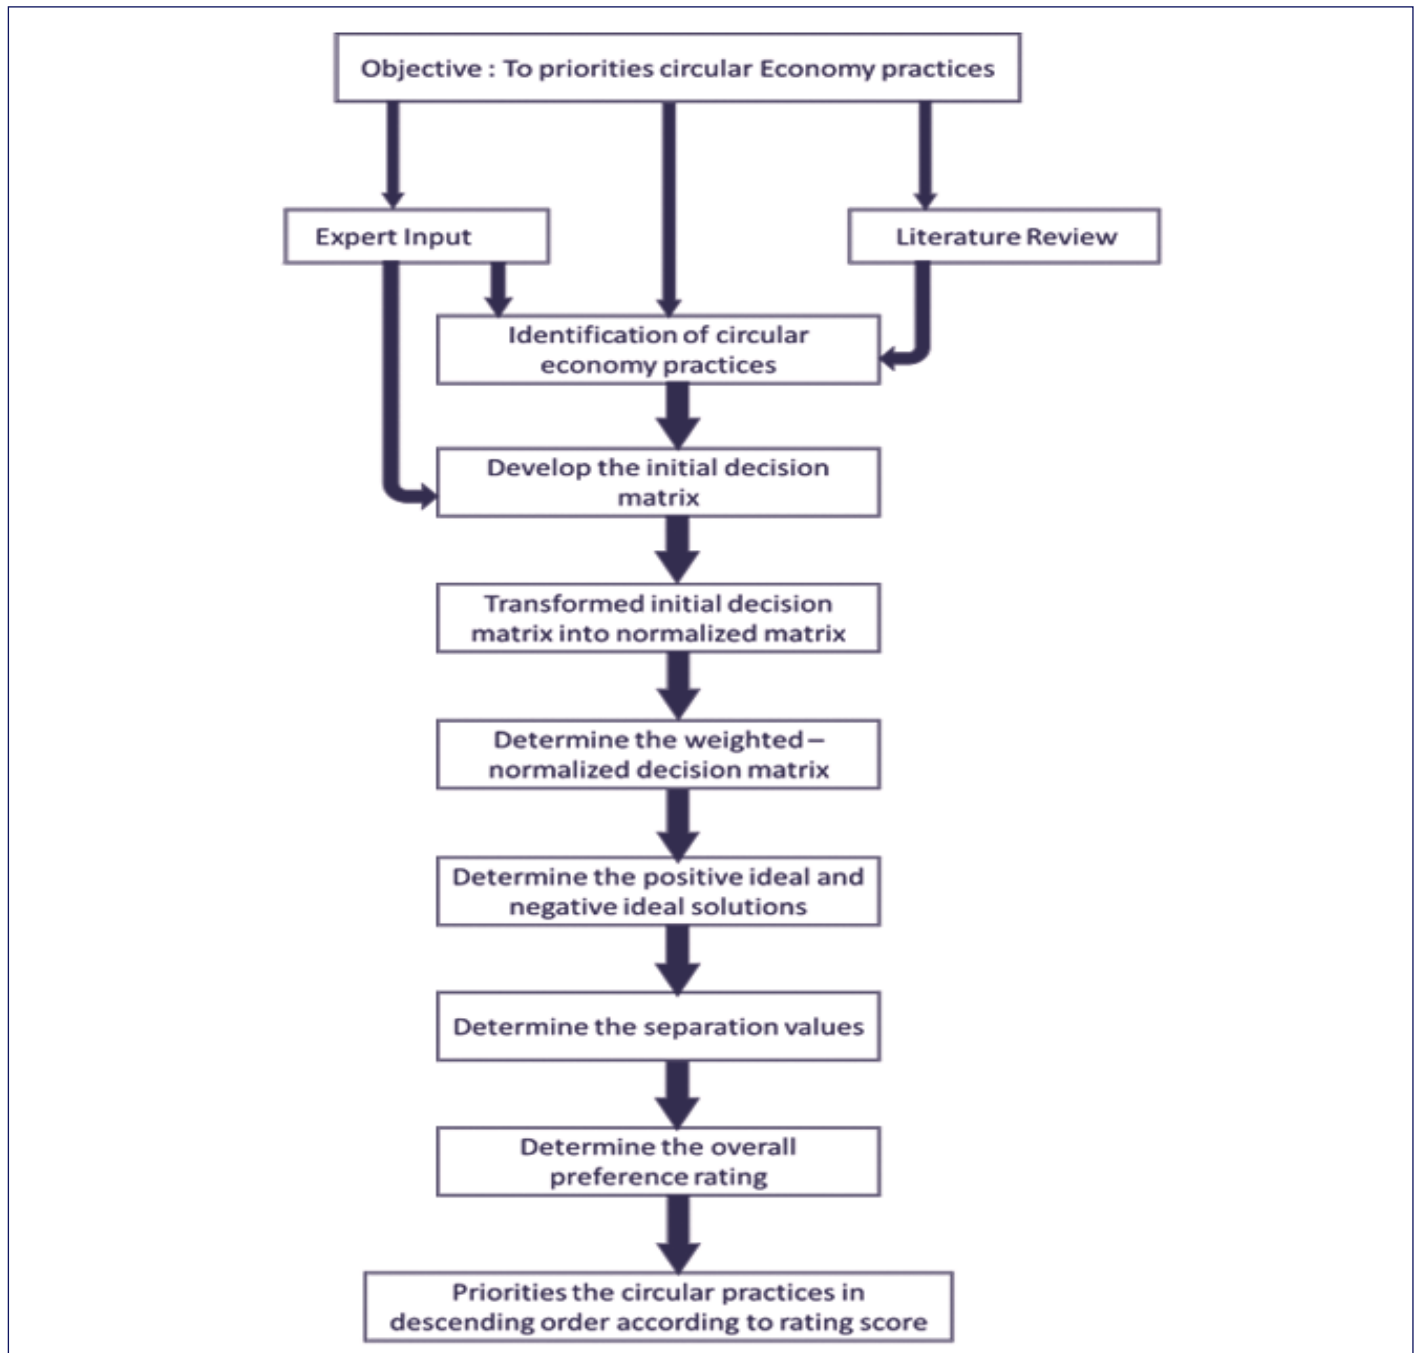 Objective : To priorities circular Economy practices
Expert Input
Literature Review
Identification of circular
economy practices
Develop the initial decision
matrix
Transformed initial decision
matrix into normalized matrix
Determine the weighted –
normalized decision matrix
Determine the positive ideal and
negative ideal solutions
Determine the separation values
Determine the overall
preference rating
Priorities the circular practices in
descending order according to rating score